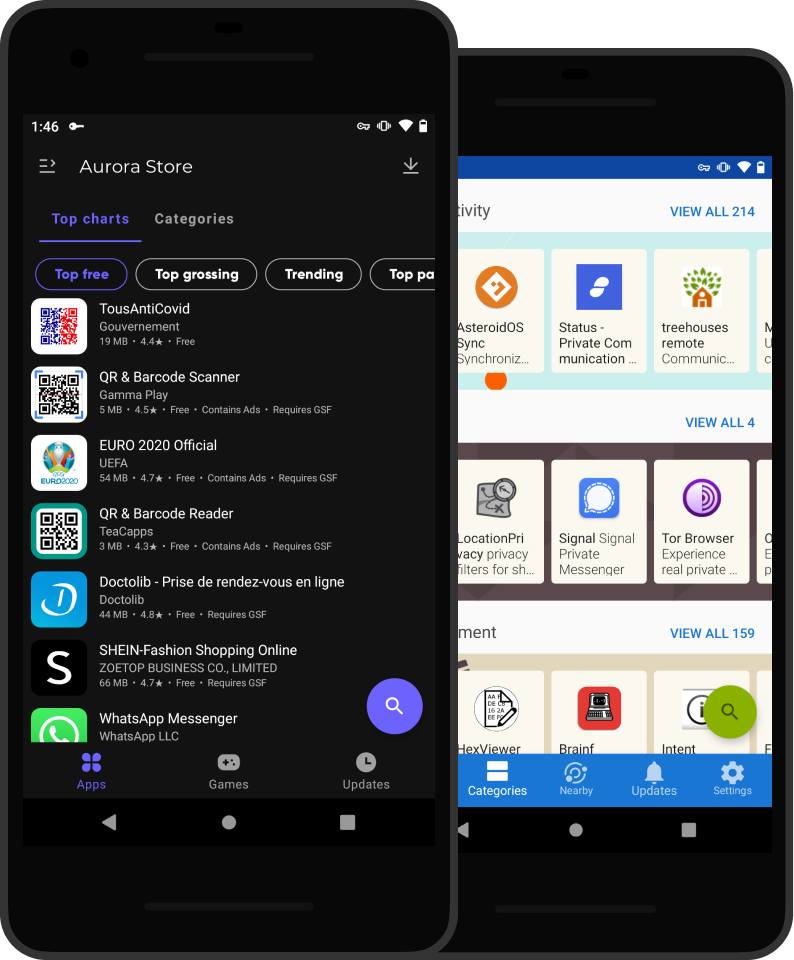 1:46
Aurora Store
Top charts
Categories
Top free
Top grossing
Trending
Top pa
TousAntiCovid
Gouvernement
19 MB • 4.4★ • Free
QR & Barcode Scanner
Gamma Play
5 MB • 4.5★ • Free • Contains Ads • Requires GSF
EURO 2020 Official
UEFA
54 MB • 4.7★ • Free • Contains Ads • Requires GSF
EURO2020
QR & Barcode Reader
TeaCapps
3 MB • 4.3★ • Free • Contains Ads • Requires GSF
Doctolib - Prise de rendez-vous en ligne
Doctolib
44 MB • 4.8★ • Free • Requires GSF
SHEIN-Fashion Shopping Online
ZOETOP BUSINESS CO., LIMITED
66 MB • 4.7★ • Free • Requires GSF
S
WhatsApp Messenger
WhatsApp LLC
Apps
Games
Updates
tivity
VIEW ALL 214
AsteroidOS
Sync
Synchroniz...
Status -
Private Com
munication ...
treehouses
remote
Communic...
M
U
c
VIEW ALL 4
LocationPri
vacy privacy
filters for sh...
Signal Signal
Private
Messenger
Tor Browser
Experience
real private ...
O
E
p
ment
VIEW ALL 159
HexViewer
Brainf
Intent
F
Categories
Nearby
Updates
Settings